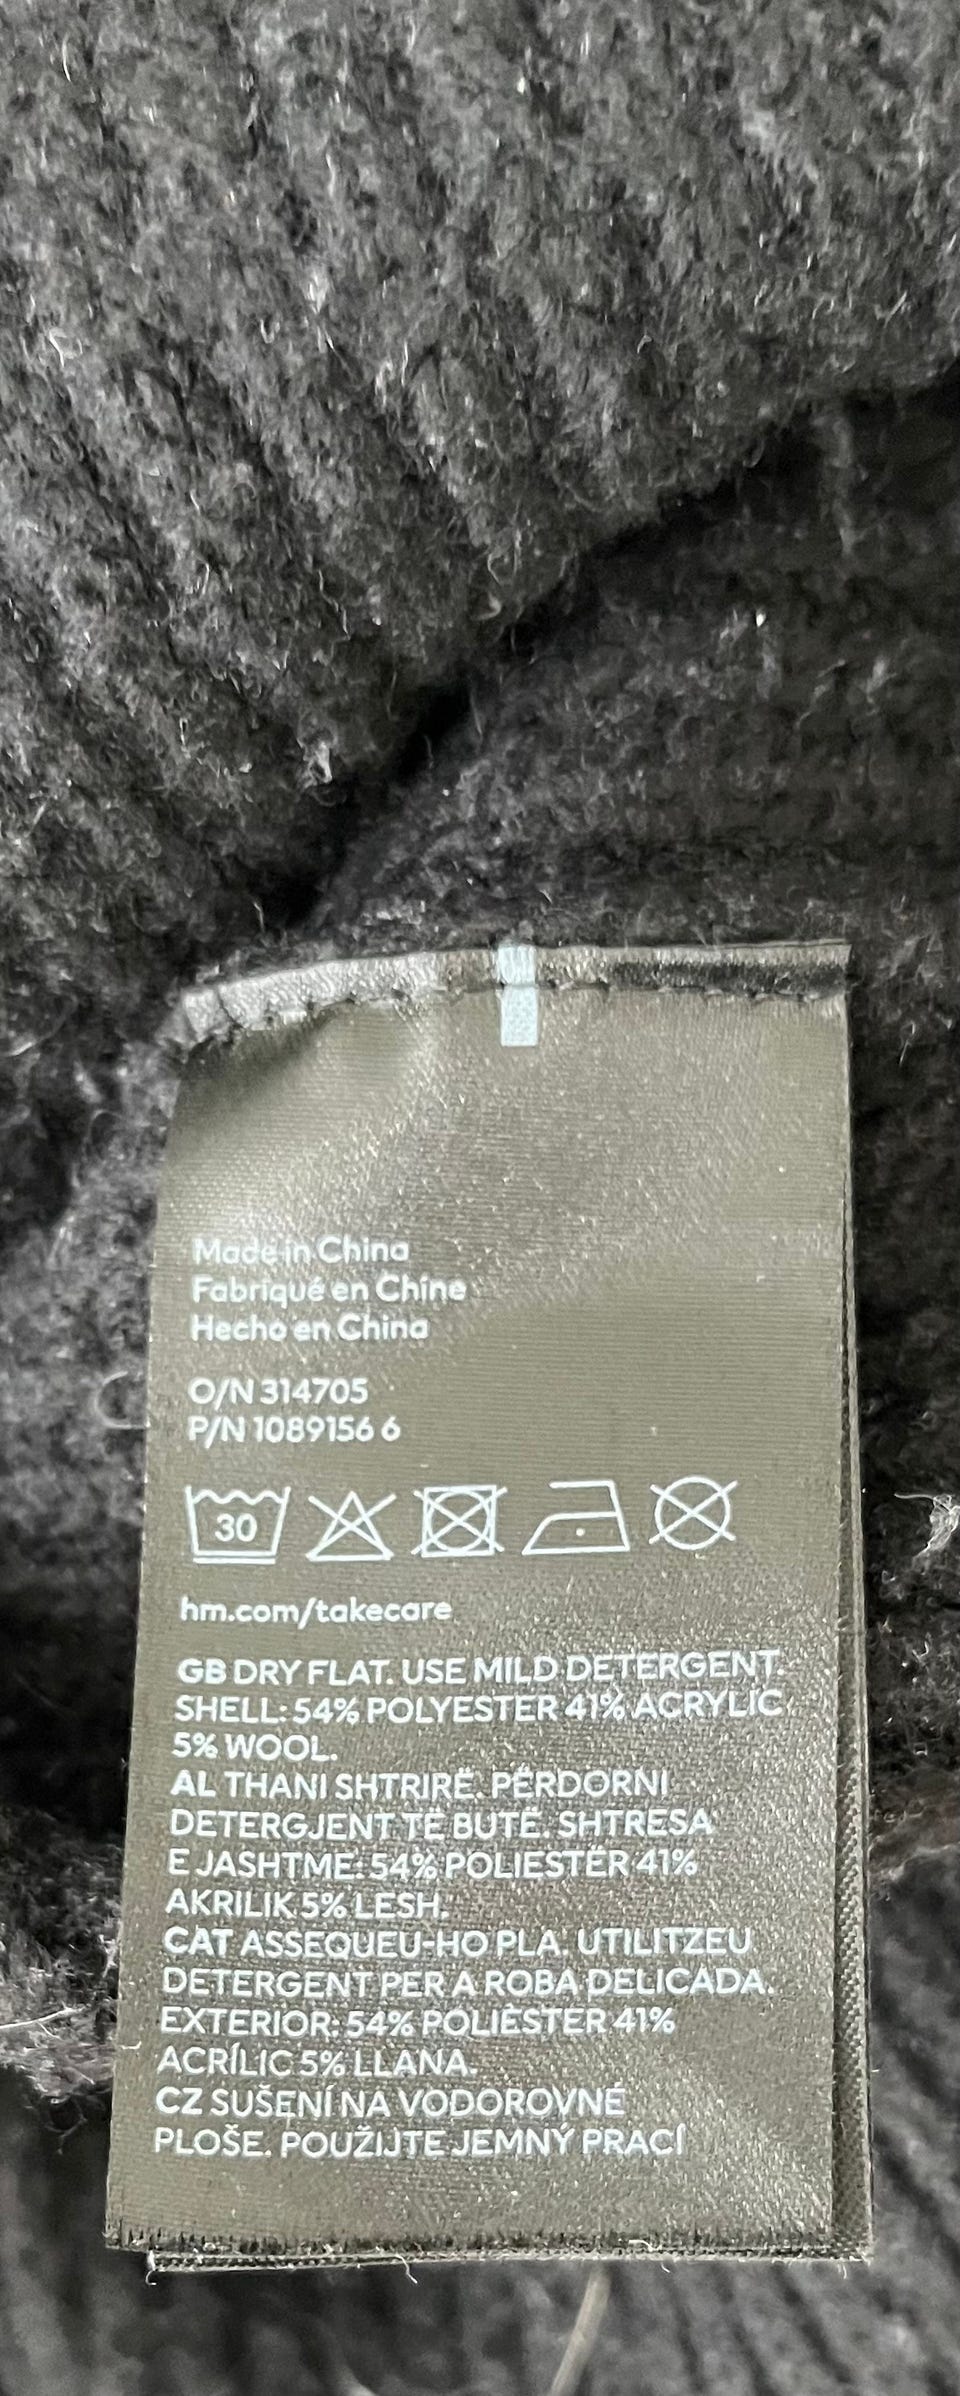 Made in China
Fabriqué en Chine
Hecho en China
O/N 314705
P/N 1089156 6
30
hm.com/takecare
GB DRY FLAT. USE MILD DETERGENT.
SHELL: 54% POLYESTER 41% ACRYLIC
5% WOOL.
AL THANI SHTRIRË. PËRDORNI
DETERGJENT TË BUTË. SHTRESA
E JASHTME: 54% POLIESTËR 41%
AKRILIK 5% LESH.
CAT ASSEQUEU-HO PLA. UTILITZEU
DETERGENT PER A ROBA DELICADA.
EXTERIOR: 54% POLIÈSTER 41%
ACRÍLIC 5% LLANA.
CZ SUŠENÍ NA VODOROVNÉ
PLOŠE. POUŽIJTE JEMNÝ PRACÍ